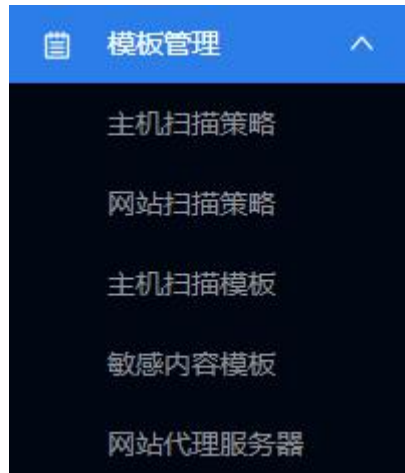 模板管理
主机扫描策略
网站扫描策略
主机扫描模板
敏感内容模板
网站代理服务器